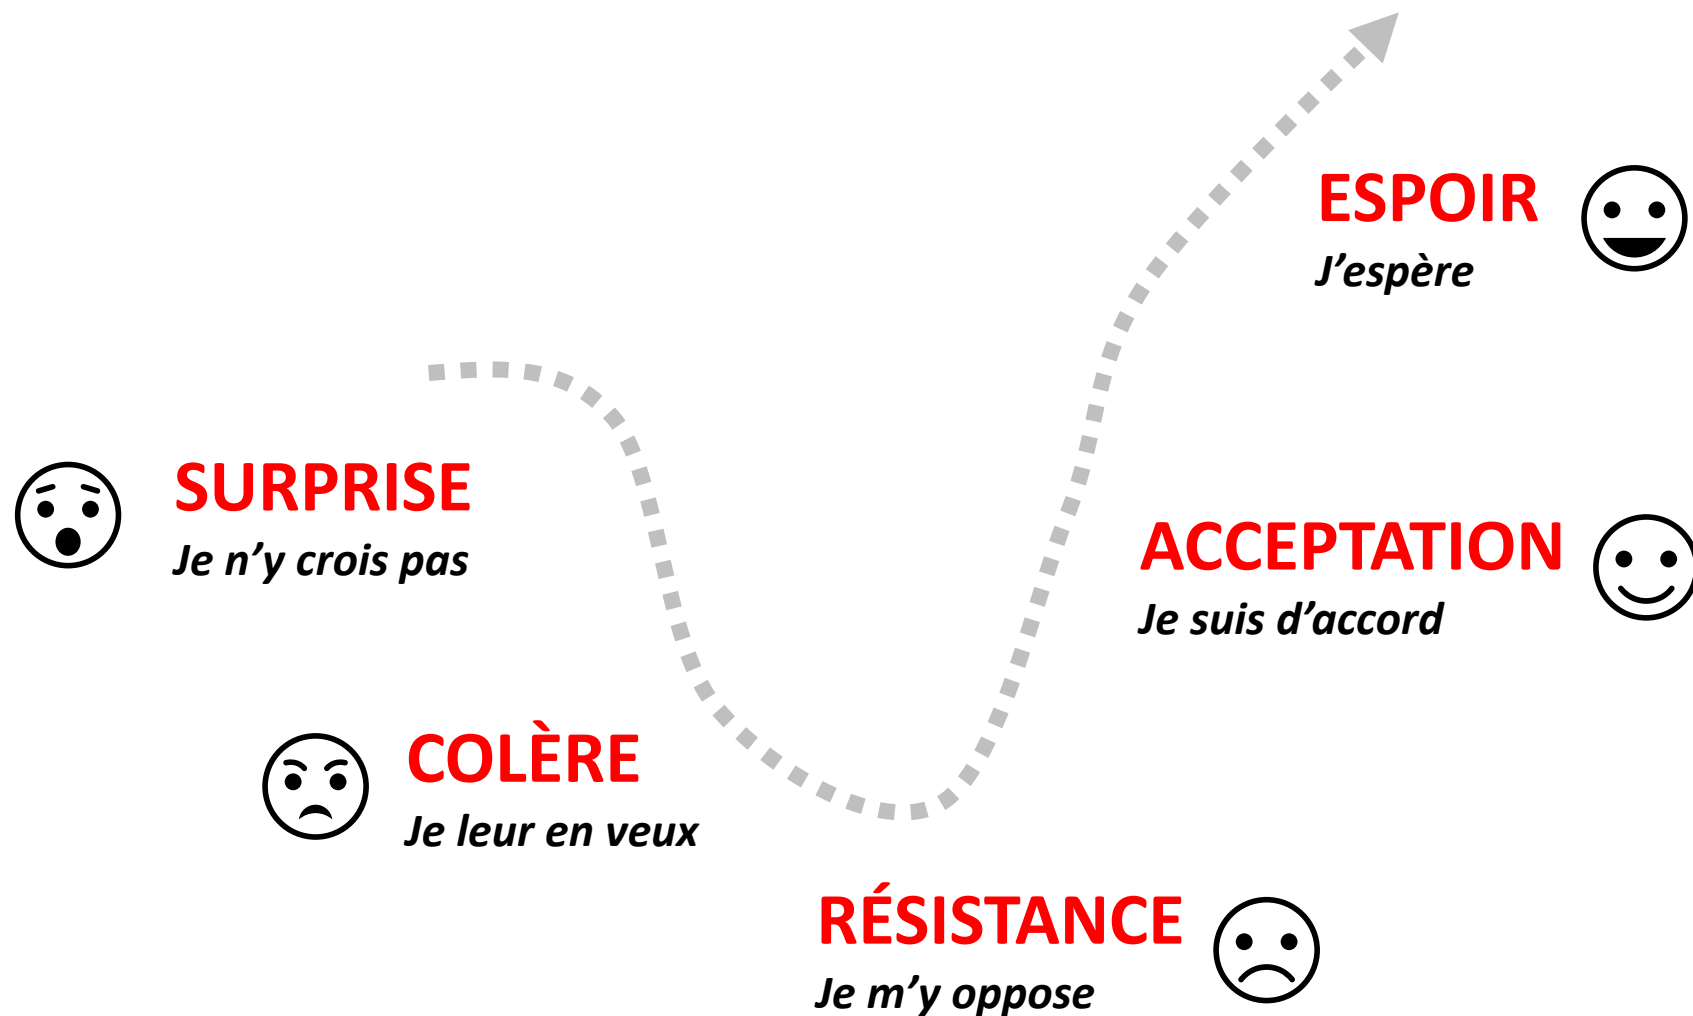 SURPRISE
Je n’y crois pas
COLÈRE
Je leur en veux
RÉSISTANCE
Je m’y oppose
ACCEPTATION
Je suis d’accord
ESPOIR
J’espère